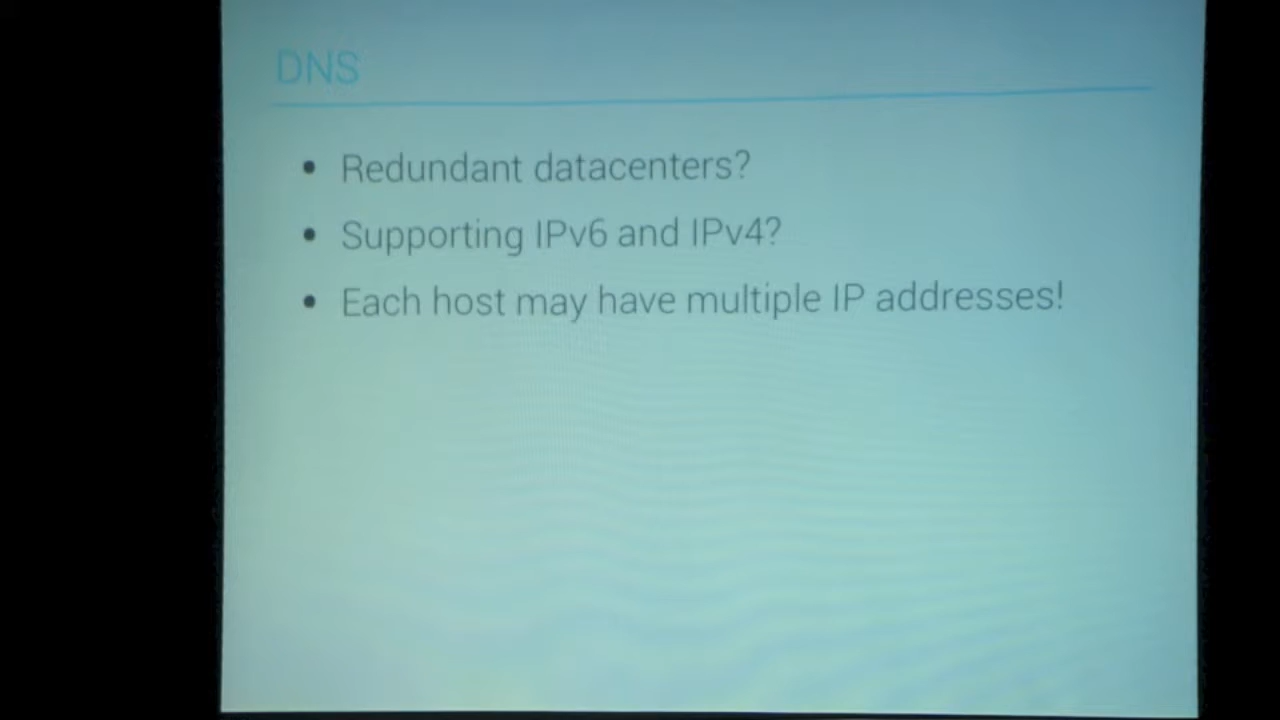 DNS
• Redundant datacenters?
• Supporting IPv6 and IPv4?
• Each host may have multiple IP addresses!